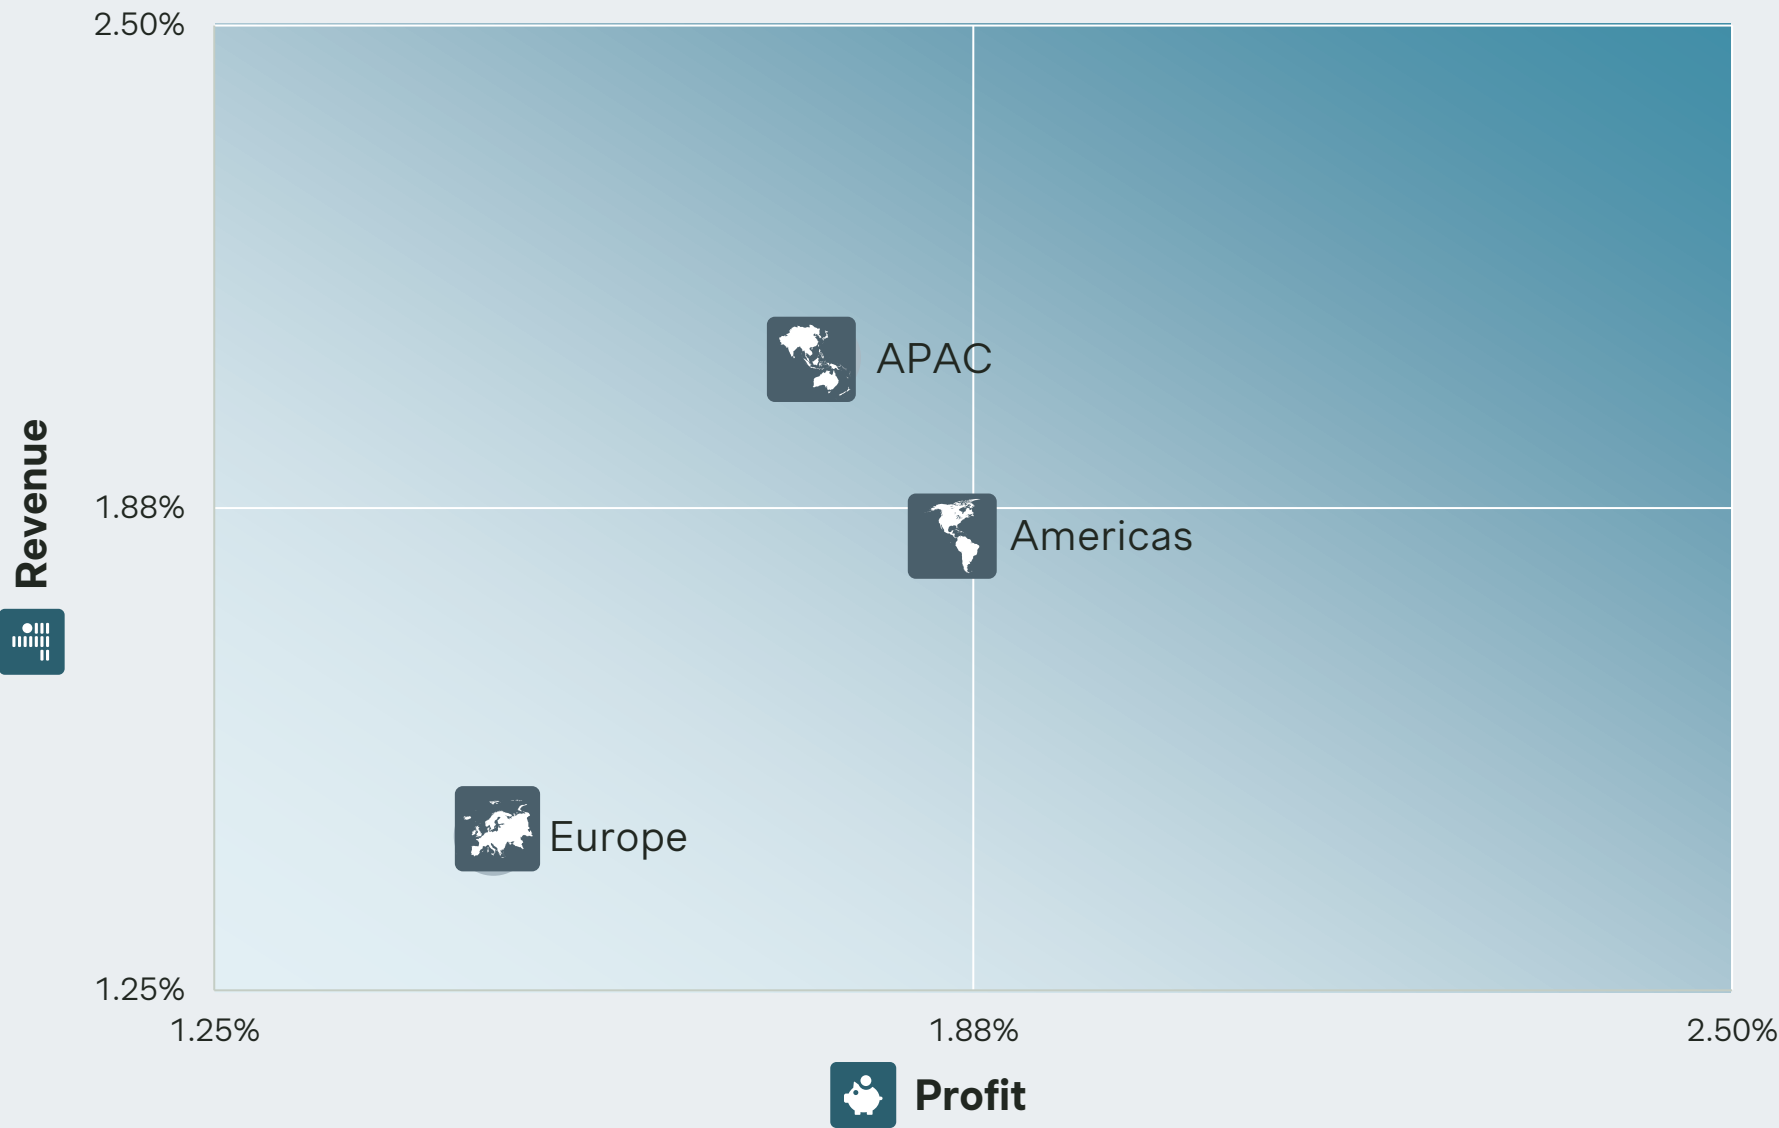 2.50%
APAC
Revenue
1.88%
Americas
Europe
1.25%
1.25%
1.88%
2.50%
Profit